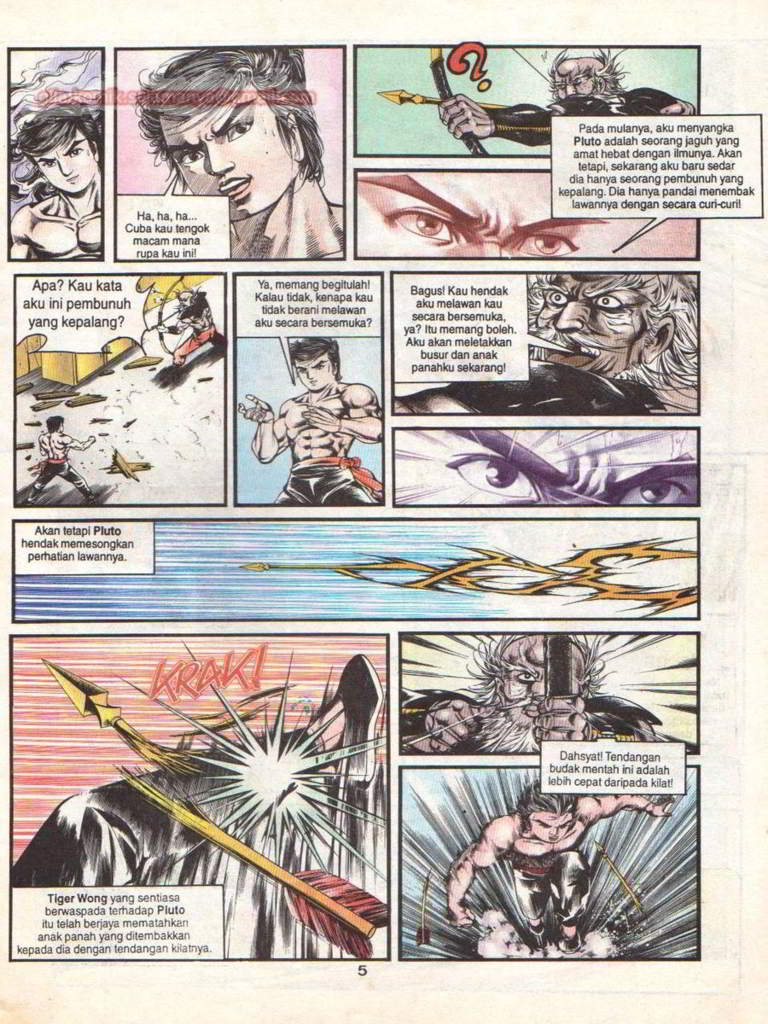 Ha, ha, ha...
Cuba kau tengok
macam mana
rupa kau ini!
?
Pada mulanya, aku menyangka
Pluto adalah seorang jaguh yang
amat hebat dengan ilmunya. Akan
tetapi, sekarang aku baru sedar
dia hanya seorang pembunuh yang
kepalang. Dia hanya pandai menembak
lawannya dengan secara curi-curi!
Apa? Kau kata
aku ini pembunuh
yang kepalang?
Ya, memang begitulah!
Kalau tidak, kenapa kau
tidak berani melawan
aku secara bersemuka?
Bagus! Kau hendak
aku melawan kau
secara bersemuka,
ya? Itu memang boleh.
Aku akan meletakkan
busur dan anak
panahku sekarang!
Akan tetapi Pluto
hendak memesongkan
perhatian lawannya.
KRAK!
Tiger Wong yang sentiasa
berwaspada terhadap Pluto
itu telah berjaya mematahkan
anak panah yang ditembakkan
kepada dia dengan tendangan kilatnya.
Dahsyat! Tendangan
budak mentah ini adalah
lebih cepat daripada kilat!
5